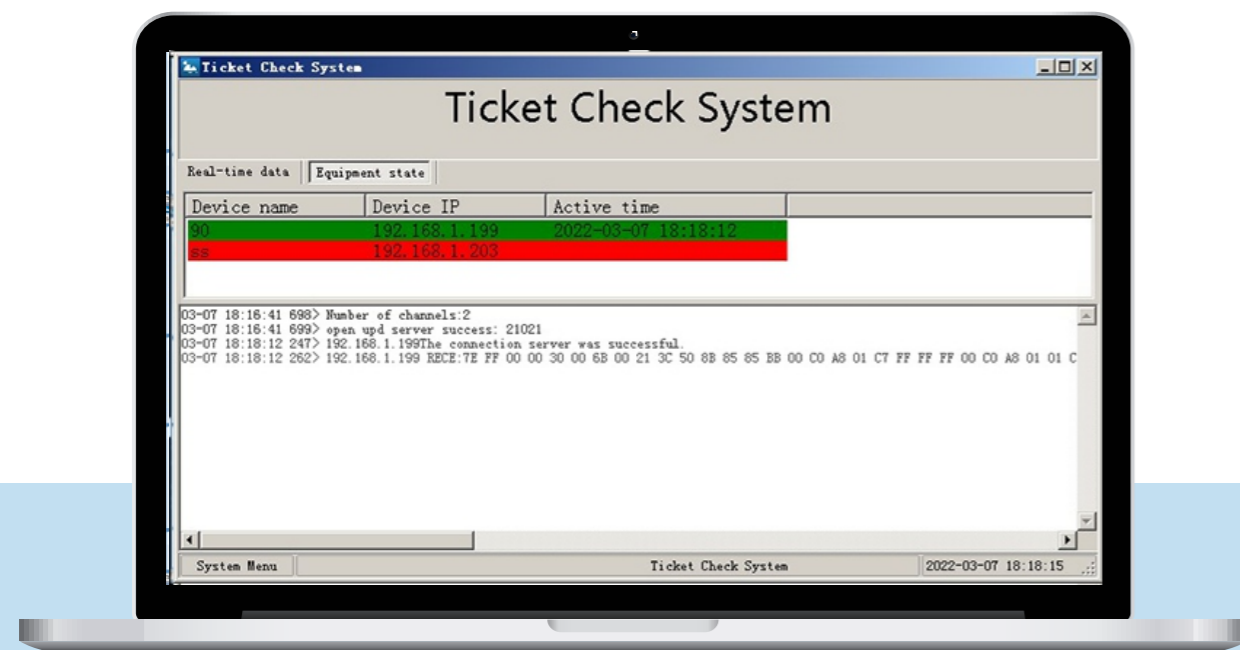 Ticket Check System
Ticket Check System
Real-time data Equipment state
Device name Device IP Active time
90 192.168.1.199 2022-03-07 18:18:12
ss 192.168.1.203
03-07 18:16:41 698> Number of channels:2
03-07 18:16:41 699> open upd server success: 21021
03-07 18:18:12 247> 192.168.1.199The connection server was successful.
03-07 18:18:12 262> 192.168.1.199 RECE:7E FF 00 00 30 00 6B 00 21 3C 50 8B 85 85 BB 00 C0 A8 01 C7 FF FF FF 00 C0 A8 01 01 C
System Menu Ticket Check System 2022-03-07 18:18:15